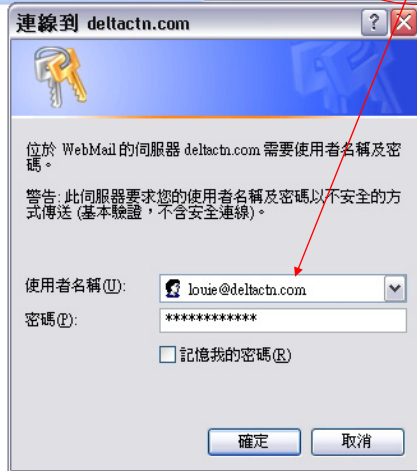 連線到 deltactn.com
位於 WebMail 的伺服器 deltactn.com 需要使用者名稱及密
碼。
警告: 此伺服器要求您的使用者名稱及密碼以不安全的方
式傳送 (基本驗證，不含安全連線)。
使用者名稱(U):
louie@deltactn.com
密碼(P):
************
記憶我的密碼(R)
確定 取消